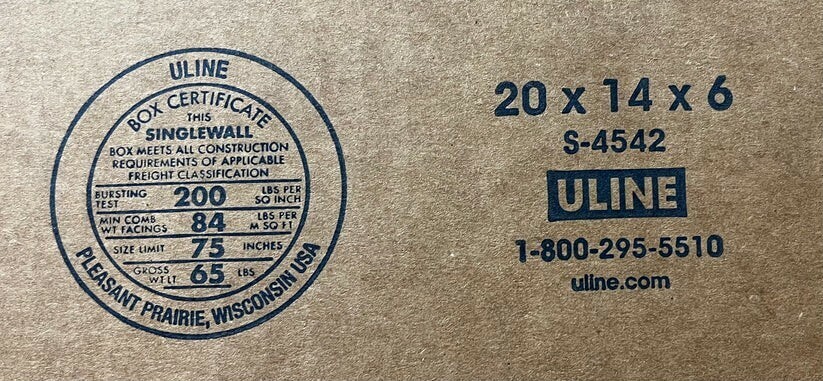 ULINE
BOX CERTIFICATE
THIS
SINGLEWALL
BOX MEETS ALL CONSTRUCTION
REQUIREMENTS OF APPLICABLE
FREIGHT CLASSIFICATION
BURSTING TEST 200 LBS PER SQ INCH
MIN COMB WT FACINGS 84 LBS PER M SQ FT
SIZE LIMIT 75 INCHES
GROSS WT LT 65 LBS
PLEASANT PRAIRIE, WISCONSIN USA
20 x 14 x 6
S-4542
ULINE
1-800-295-5510
uline.com